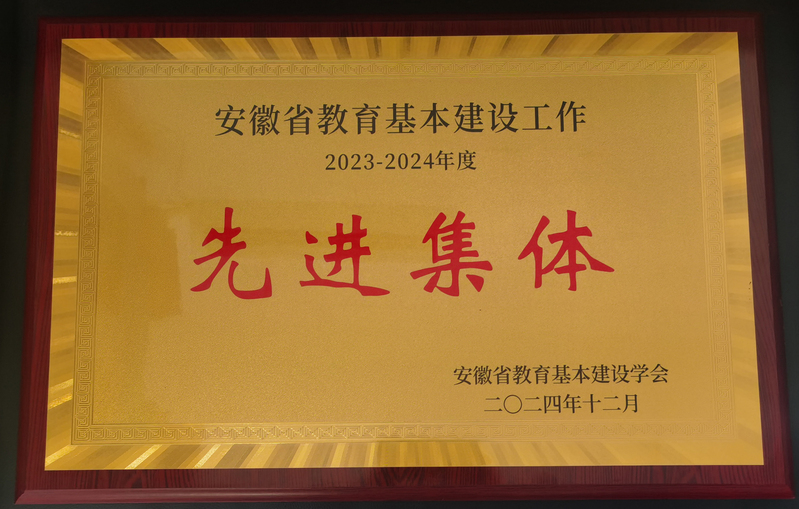 安徽省教育基本建设工作
2023-2024年度
先进集体
安徽省教育基本建设学会
二〇二四年十二月